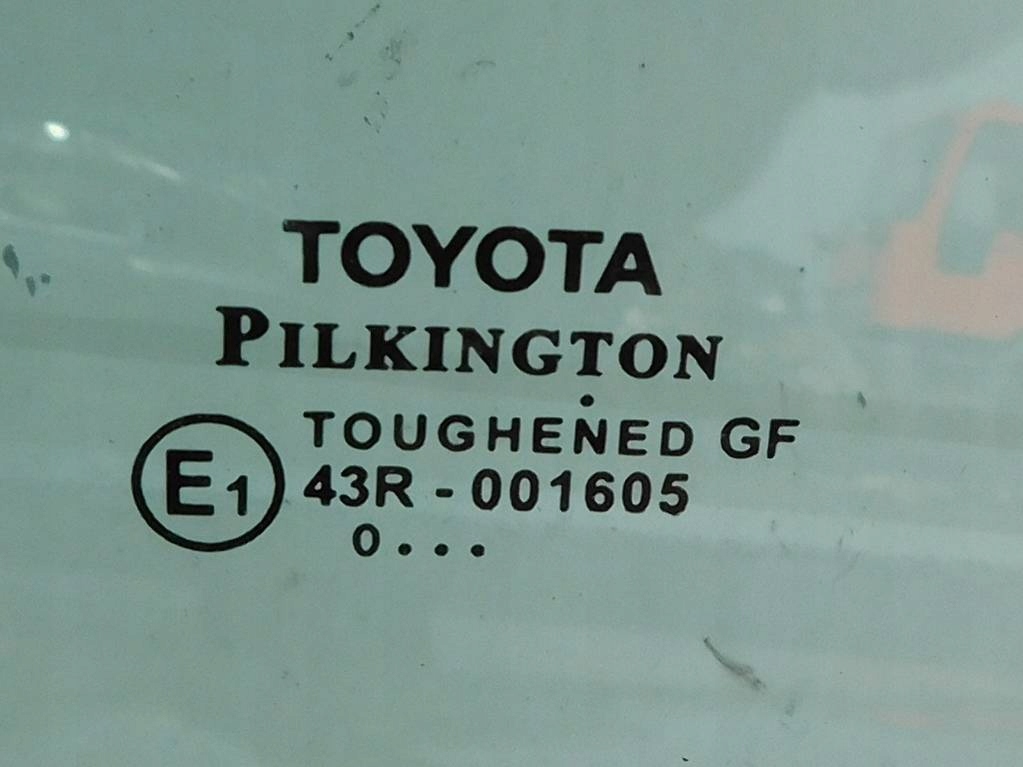 TOYOTA
PILKINGTON
.
TOUGHENED GF
E1 43R - 001605
0...